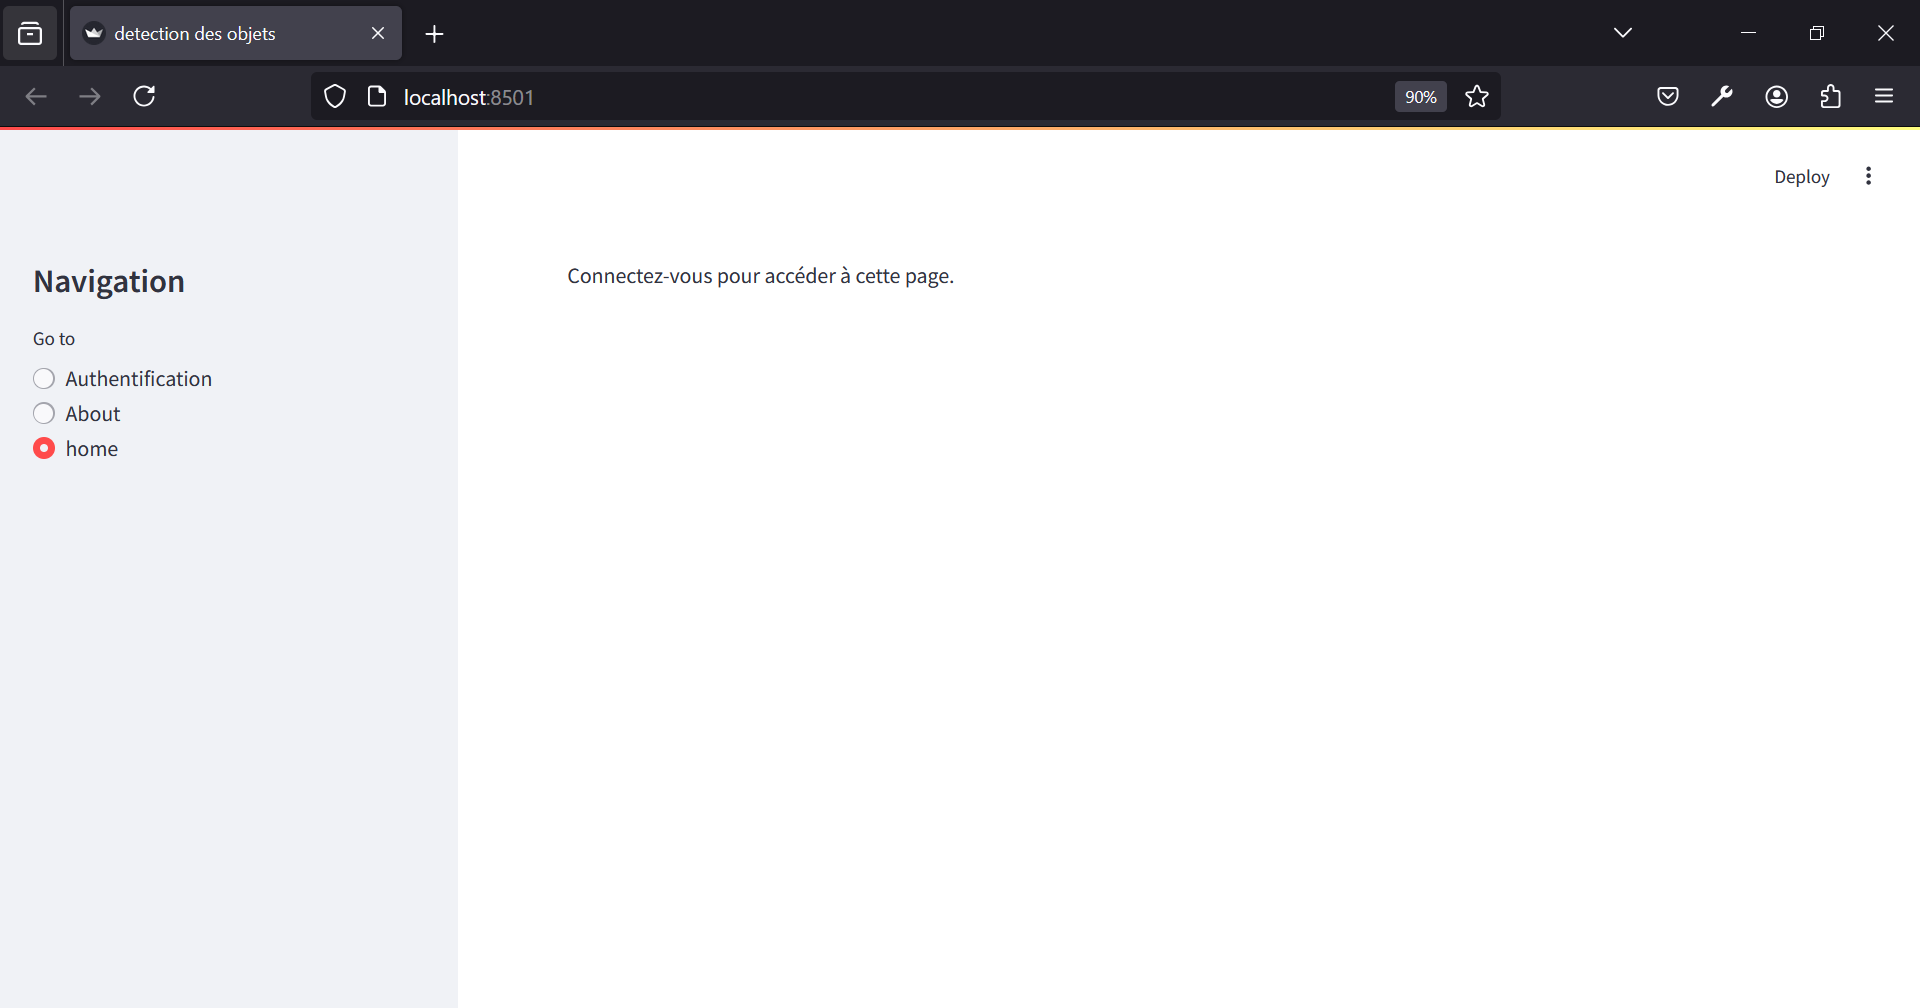 detection des objets
localhost:8501
90%
Deploy
Navigation
Go to
Authentification
About
home
Connectez-vous pour accéder à cette page.